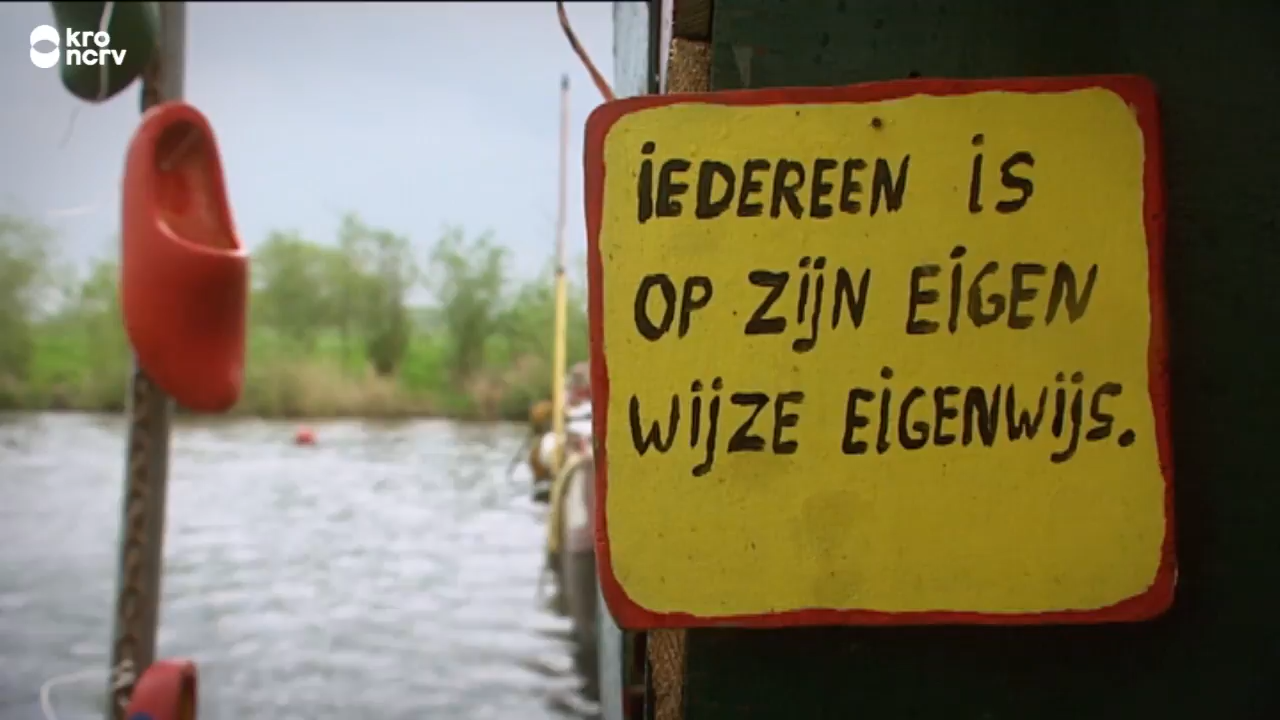 kro
ncrv
iEDEREEN iS
OP ZijN EiGEN
WijZE EiGENWijS.